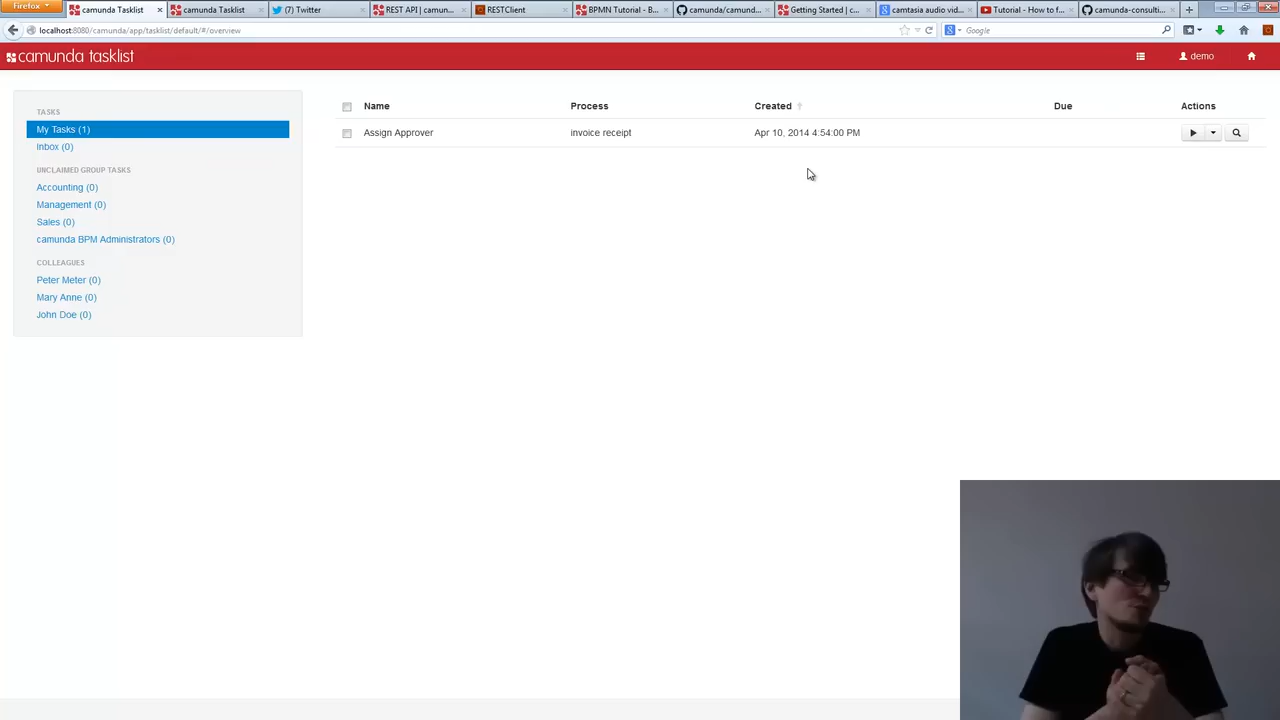 Firefox
camunda Tasklist
camunda Tasklist
(7) Twitter
REST API | camun...
RESTClient
BPMN Tutorial - B...
camunda/camund...
Getting Started | c...
camtasia audio vid...
Tutorial - How to f...
camunda-consulti...
localhost:8080/camunda/app/tasklist/default/#/overview
Google
camunda tasklist
demo
TASKS
My Tasks (1)
Inbox (0)
UNCLAIMED GROUP TASKS
Accounting (0)
Management (0)
Sales (0)
camunda BPM Administrators (0)
COLLEAGUES
Peter Meter (0)
Mary Anne (0)
John Doe (0)
Name Process Created Due Actions
Assign Approver invoice receipt Apr 10, 2014 4:54:00 PM